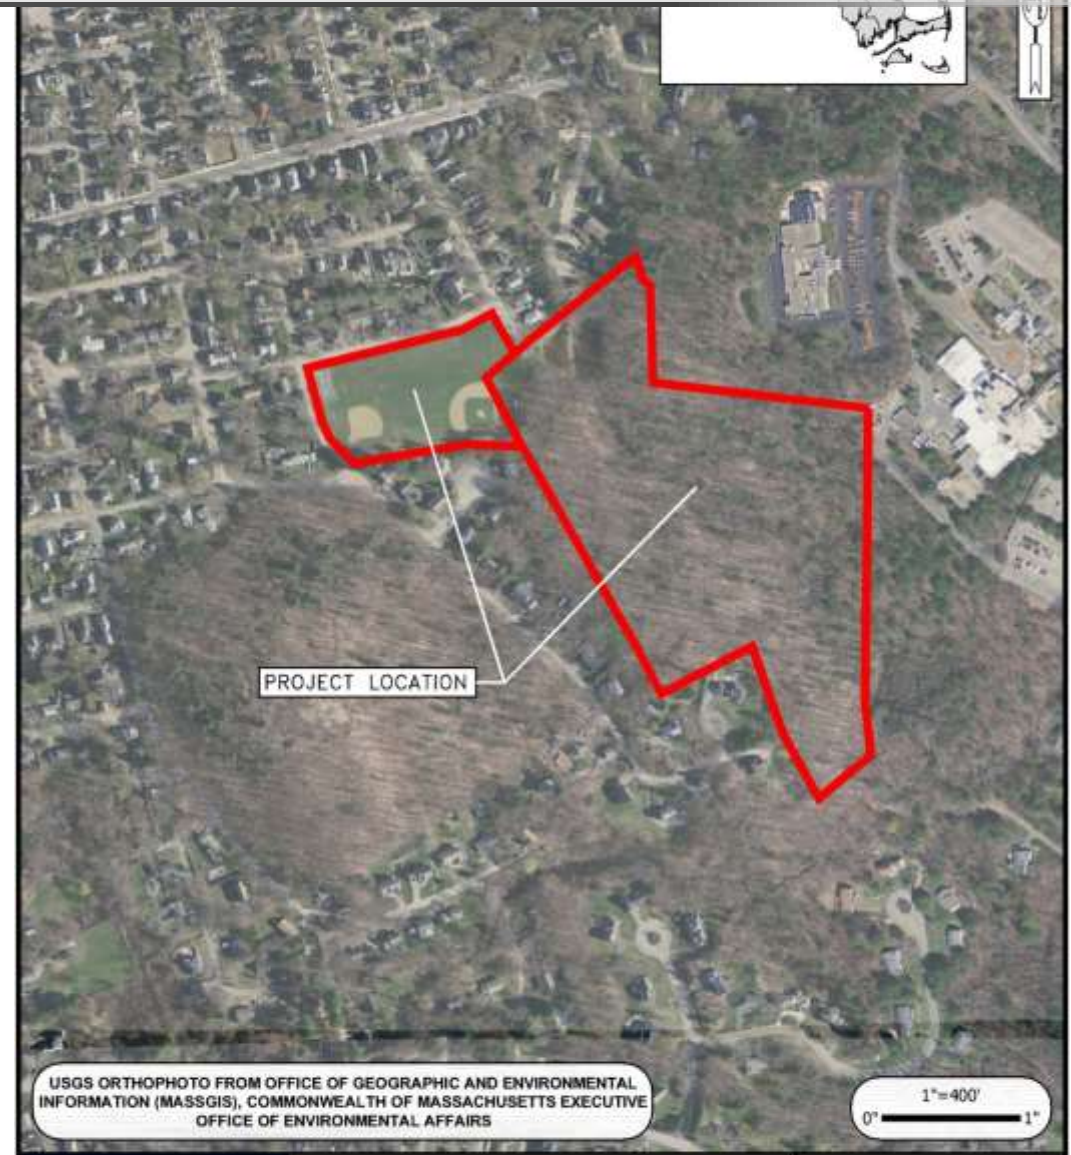 PROJECT LOCATION
USGS ORTHOPHOTO FROM OFFICE OF GEOGRAPHIC AND ENVIRONMENTAL
INFORMATION (MASSGIS), COMMONWEALTH OF MASSACHUSETTS EXECUTIVE
OFFICE OF ENVIRONMENTAL AFFAIRS
1"=400'
0" 1"